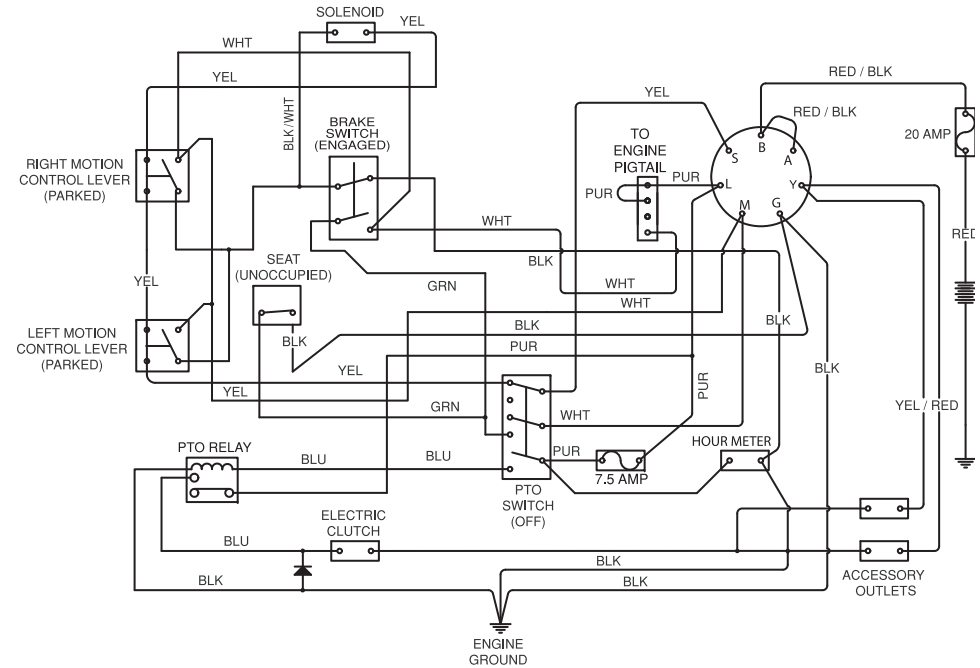 SOLENOID
YEL
WHT
YEL
RED / BLK
RED / BLK
YEL
BLK / WHT
BRAKE
SWITCH
(ENGAGED)
TO
ENGINE
PIGTAIL
20 AMP
B
A
S
L
Y
M
G
PUR
PUR
RIGHT MOTION
CONTROL LEVER
(PARKED)
WHT
RED
BLK
SEAT
(UNOCCUPIED)
YEL
GRN
WHT
WHT
BLK
BLK
BLK
LEFT MOTION
CONTROL LEVER
(PARKED)
PUR
BLK
YEL
PUR
YEL
GRN
WHT
YEL / RED
PTO RELAY
BLU
BLU
PUR
HOUR METER
7.5 AMP
PTO
SWITCH
(OFF)
ELECTRIC
CLUTCH
BLU
BLK
BLK
BLK
ACCESSORY
OUTLETS
ENGINE
GROUND